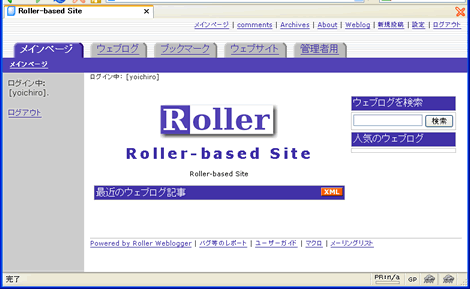 Roller-based Site
メインページ | comments | Archives | About | Weblog | 新規投稿 | 設定 | ログアウト
メインページ ウェブログ ブックマーク ウェブサイト 管理者用
メインページ
ログイン中: [yoichiro].
ログアウト
ログイン中: [yoichiro]
Roller
Roller-based Site
Roller-based Site
最近のウェブログ記事 XML
ウェブログを検索
検索
人気のウェブログ
Powered by Roller Weblogger | バグ等のレポート | ユーザーガイド | マクロ | メーリングリスト
完了 PR:n/a GP